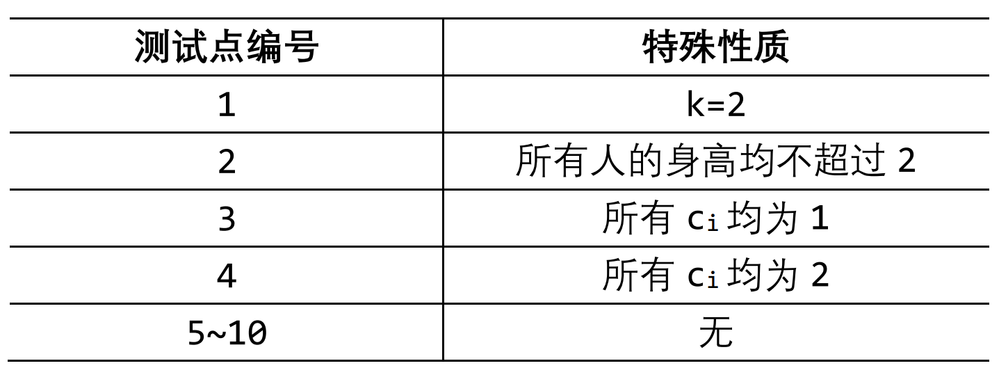 测试点编号 特殊性质
1 k=2
2 所有人的身高均不超过 2
3 所有 ci 均为 1
4 所有 ci 均为 2
5~10 无